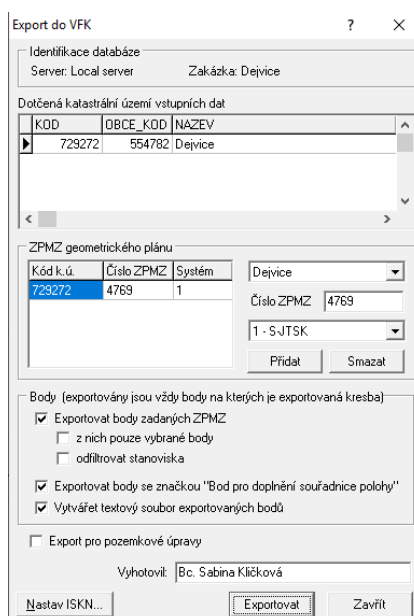 Export do VFK
Identifikace databáze
Server: Local server Zakázka: Dejvice
Dotčená katastrální území vstupních dat
KOD OBCE_KOD NAZEV
729272 554782 Dejvice
ZPMZ geometrického plánu
Kód k.ú. Číslo ZPMZ Systém
729272 4769 1
Dejvice
Číslo ZPMZ 4769
1 - S-JTSK
Přidat Smazat
Body (exportovány jsou vždy body na kterých je exportovaná kresba)
Exportovat body zadaných ZPMZ
z nich pouze vybrané body
odfiltrovat stanoviska
Exportovat body se značkou "Bod pro doplnění souřadnice polohy"
Vytvářet textový soubor exportovaných bodů
Export pro pozemkové úpravy
Vyhotovil: Bc. Sabina Kličková
Nastav ISKN... Exportovat Zavřít